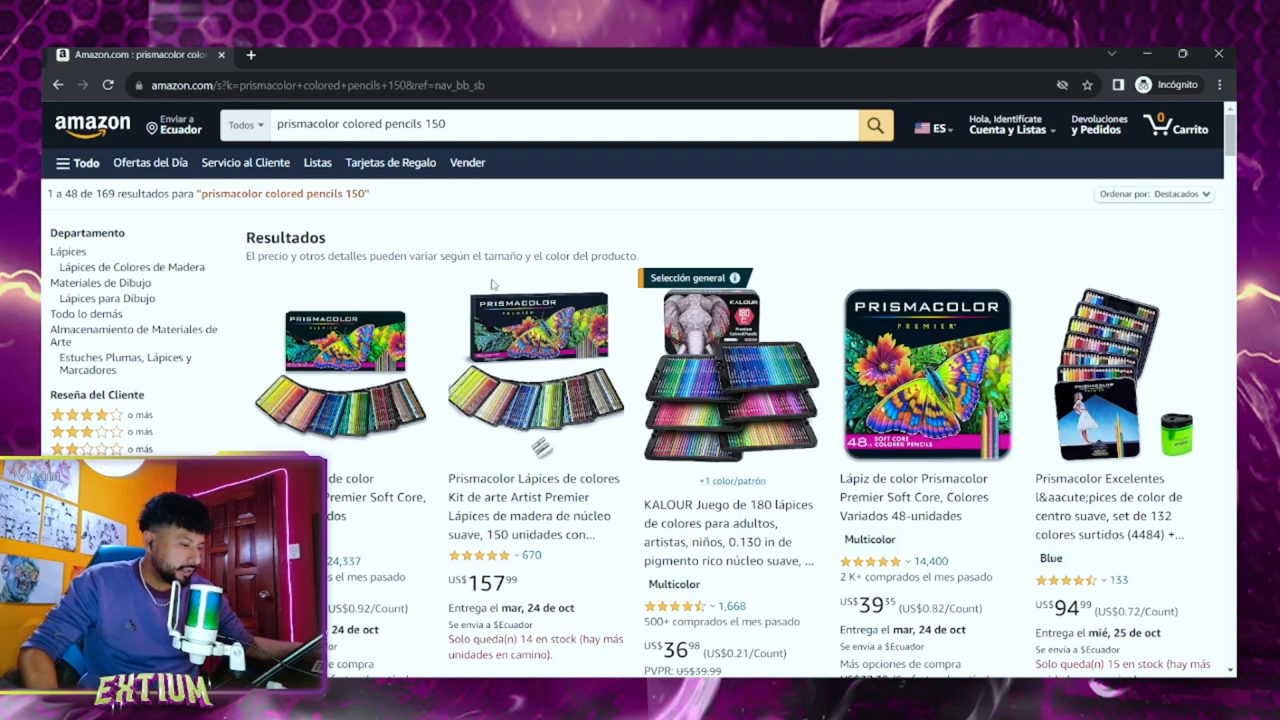 Amazon.com : prismacolor colo
amazon.com/s?k=prismacolor+colored+pencils+150&ref=nav_bb_sb
Incógnito
amazon
Enviar a
Ecuador
Todos
prismacolor colored pencils 150
ES
Hola, Identifícate
Cuenta y Listas
Devoluciones
y Pedidos
0
Carrito
Todo
Ofertas del Día
Servicio al Cliente
Listas
Tarjetas de Regalo
Vender
1 a 48 de 169 resultados para "prismacolor colored pencils 150"
Ordenar por: Destacados
Departamento
Lápices
Lápices de Colores de Madera
Materiales de Dibujo
Lápices para Dibujo
Todo lo demás
Almacenamiento de Materiales de
Arte
Estuches Plumas, Lápices y
Marcadores
Reseña del Cliente
o más
o más
o más
Resultados
El precio y otros detalles pueden variar según el tamaño y el color del producto.
PRISMACOLOR
PREMIER
de color
Premier Soft Core,
dos
24,337
s el mes pasado
(US$0.92/Count)
24 de oct
$Ecuador
de compra
PRISMACOLOR
PREMIER
Prismacolor Lápices de colores
Kit de arte Artist Premier
Lápices de madera de núcleo
suave, 150 unidades con...
670
US$157.99
Entrega el mar, 24 de oct
Se envía a $Ecuador
Solo queda(n) 14 en stock (hay más
unidades en camino).
Selección general
KALOUR
180
+1 color/patrón
KALOUR Juego de 180 lápices
de colores para adultos,
artistas, niños, 0.130 in de
pigmento rico núcleo suave, ...
Multicolor
1,668
500+ comprados el mes pasado
US$36.98 (US$0.21/Count)
PVPR: US$39.99
PRISMACOLOR
PREMIER
48 SOFT CORE
COLORED PENCILS
Lápiz de color Prismacolor
Premier Soft Core, Colores
Variados 48-unidades
Multicolor
14,400
2 K+ comprados el mes pasado
US$39.35 (US$0.82/Count)
Entrega el mar, 24 de oct
Se envía a $Ecuador
Más opciones de compra
PRISMACOLOR
Prismacolor Excelentes
l&aacute;pices de color de
centro suave, set de 132
colores surtidos (4484) +...
Blue
133
US$94.99 (US$0.72/Count)
Entrega el mié, 25 de oct
Se envía a $Ecuador
Solo queda(n) 15 en stock (hay más
EXTIUM